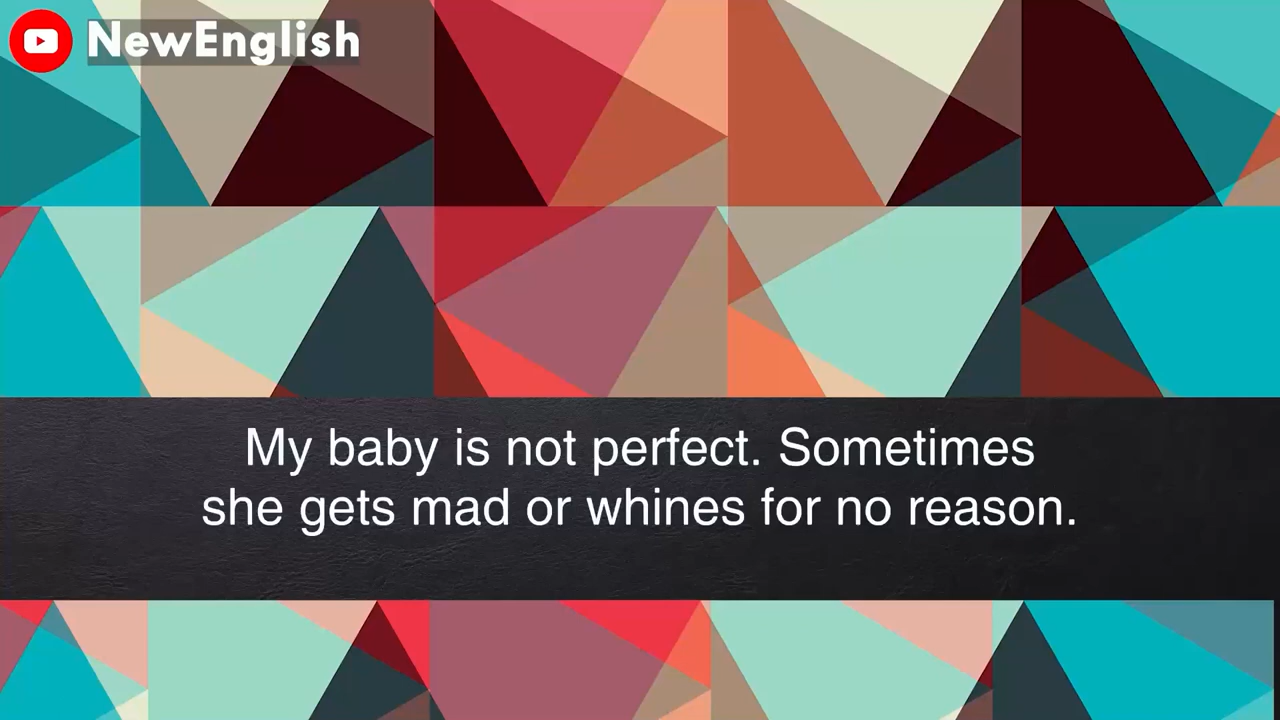 NewEnglish
My baby is not perfect. Sometimes
she gets mad or whines for no reason.